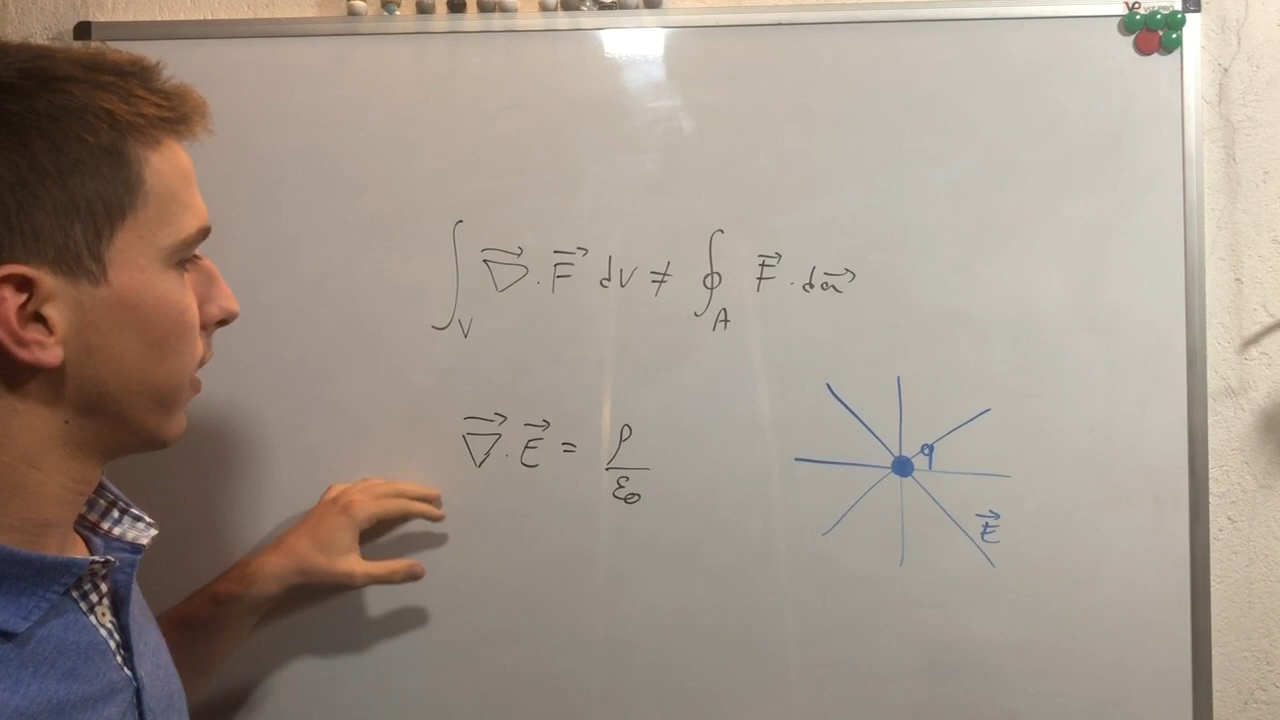 ∫_V ∇⃗·F⃗ dV ≠ ∮_A F⃗·da⃗
∇⃗·E⃗ = ρ/ε₀
q
E⃗